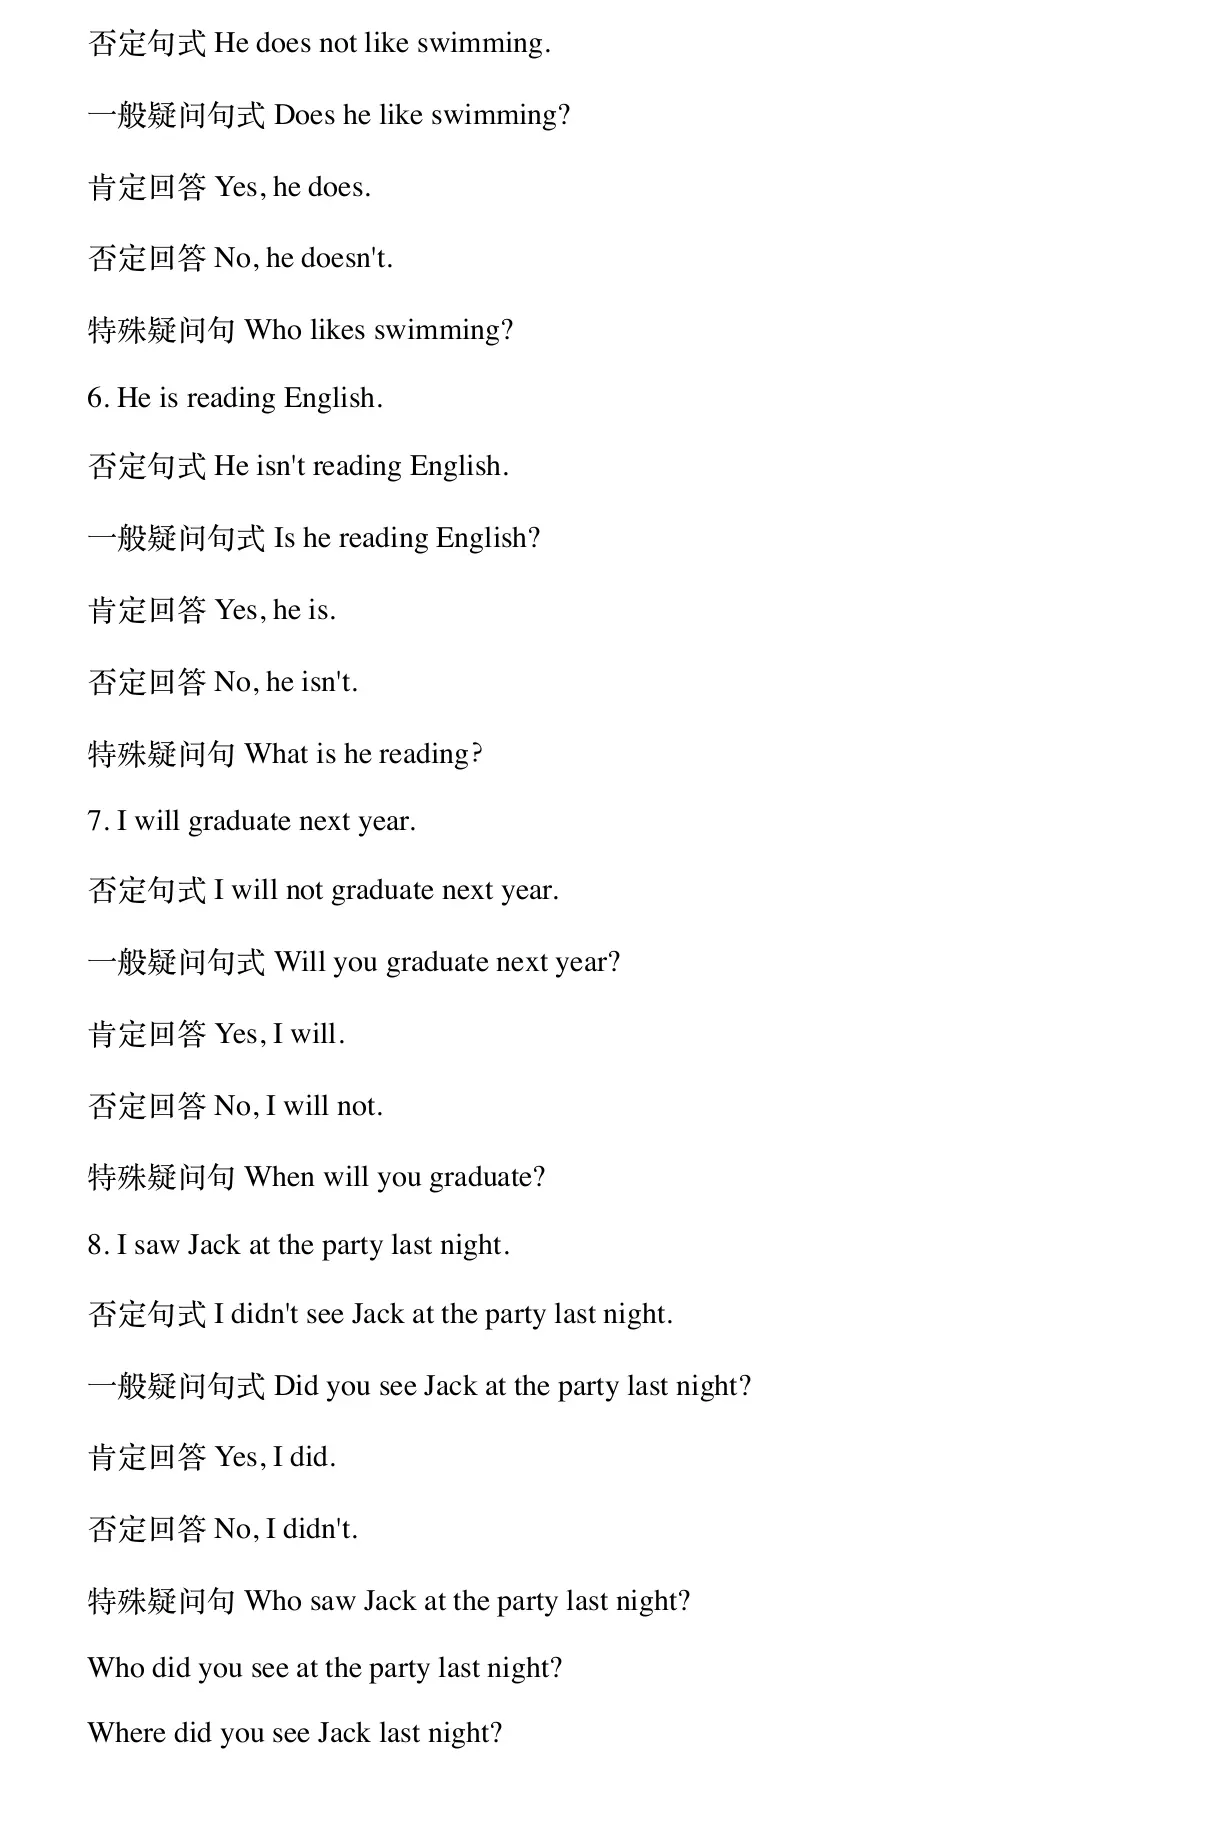 否定句式 He does not like swimming.
一般疑问句式 Does he like swimming?
肯定回答 Yes, he does.
否定回答 No, he doesn't.
特殊疑问句 Who likes swimming?
6. He is reading English.
否定句式 He isn't reading English.
一般疑问句式 Is he reading English?
肯定回答 Yes, he is.
否定回答 No, he isn't.
特殊疑问句 What is he reading?
7. I will graduate next year.
否定句式 I will not graduate next year.
一般疑问句式 Will you graduate next year?
肯定回答 Yes, I will.
否定回答 No, I will not.
特殊疑问句 When will you graduate?
8. I saw Jack at the party last night.
否定句式 I didn't see Jack at the party last night.
一般疑问句式 Did you see Jack at the party last night?
肯定回答 Yes, I did.
否定回答 No, I didn't.
特殊疑问句 Who saw Jack at the party last night?
Who did you see at the party last night?
Where did you see Jack last night?